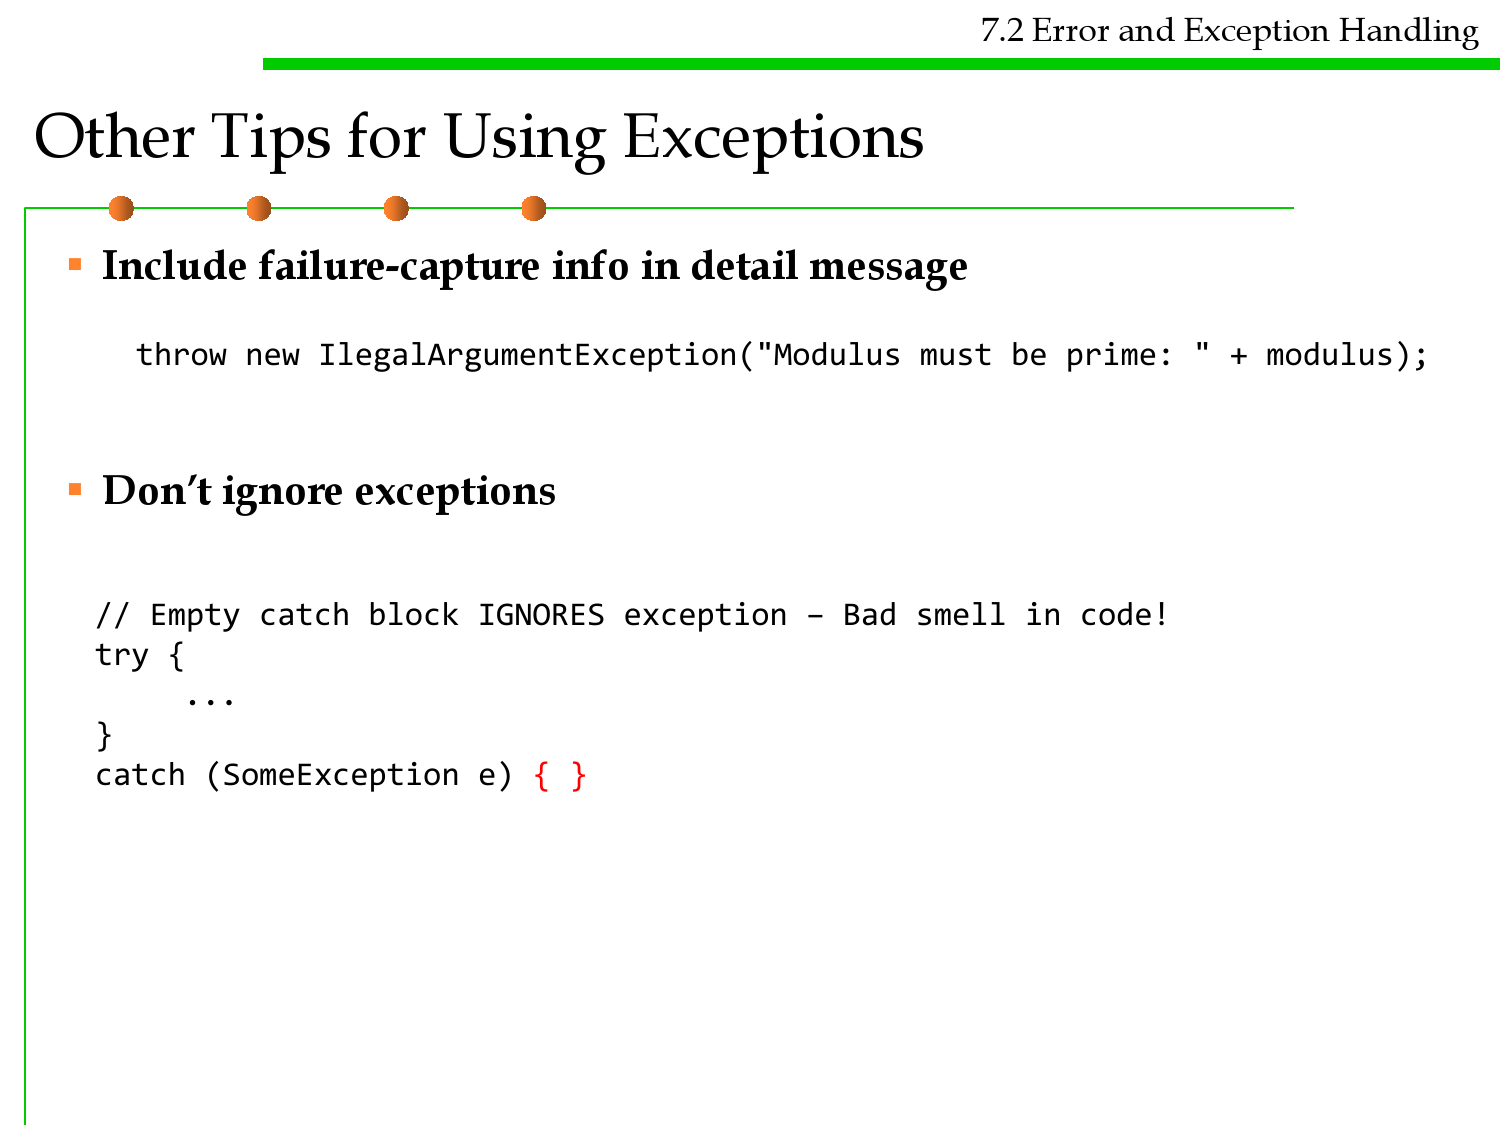 7.2 Error and Exception Handling
Other Tips for Using Exceptions
▪ Include failure-capture info in detail message
throw new IlegalArgumentException("Modulus must be prime: " + modulus);
▪ Don’t ignore exceptions
// Empty catch block IGNORES exception – Bad smell in code!
try {
...
}
catch (SomeException e) { }